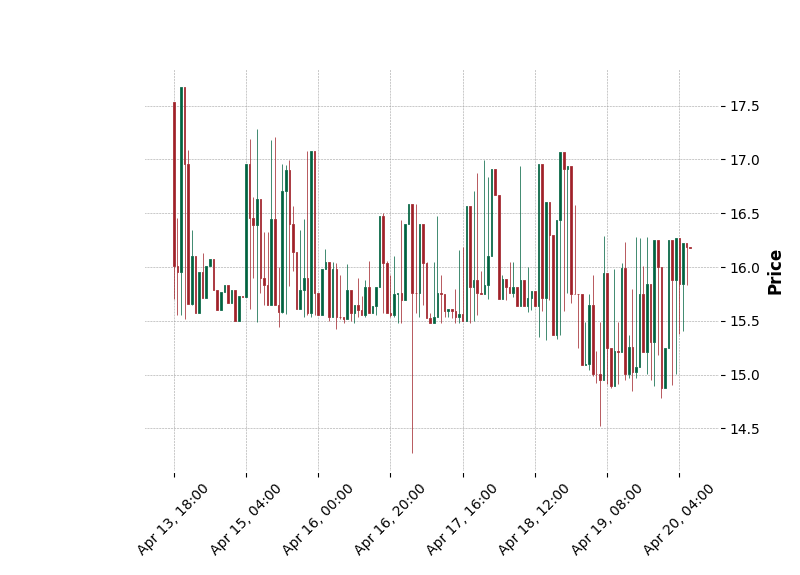 17.5
17.0
16.5
16.0
15.5
15.0
14.5
Price
Apr 13, 18:00
Apr 15, 04:00
Apr 16, 00:00
Apr 16, 20:00
Apr 17, 16:00
Apr 18, 12:00
Apr 19, 08:00
Apr 20, 04:00